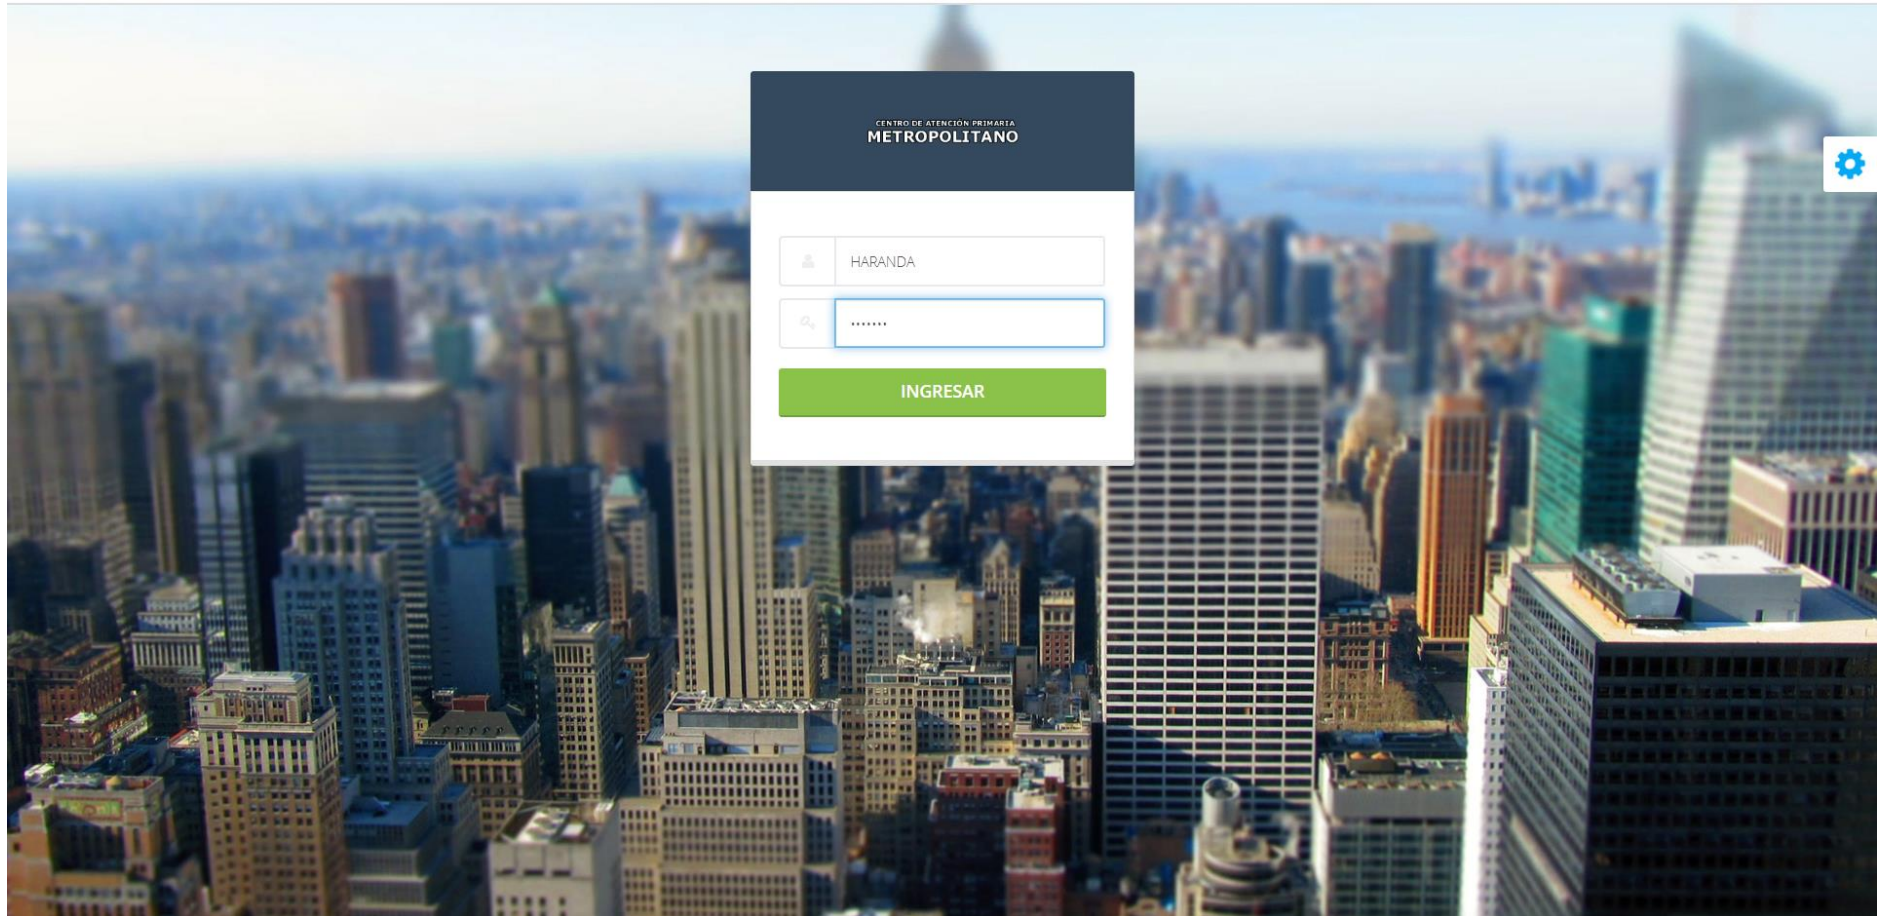 CENTRO DE ATENCIÓN PRIMARIA
METROPOLITANO
HARANDA
.......
INGRESAR